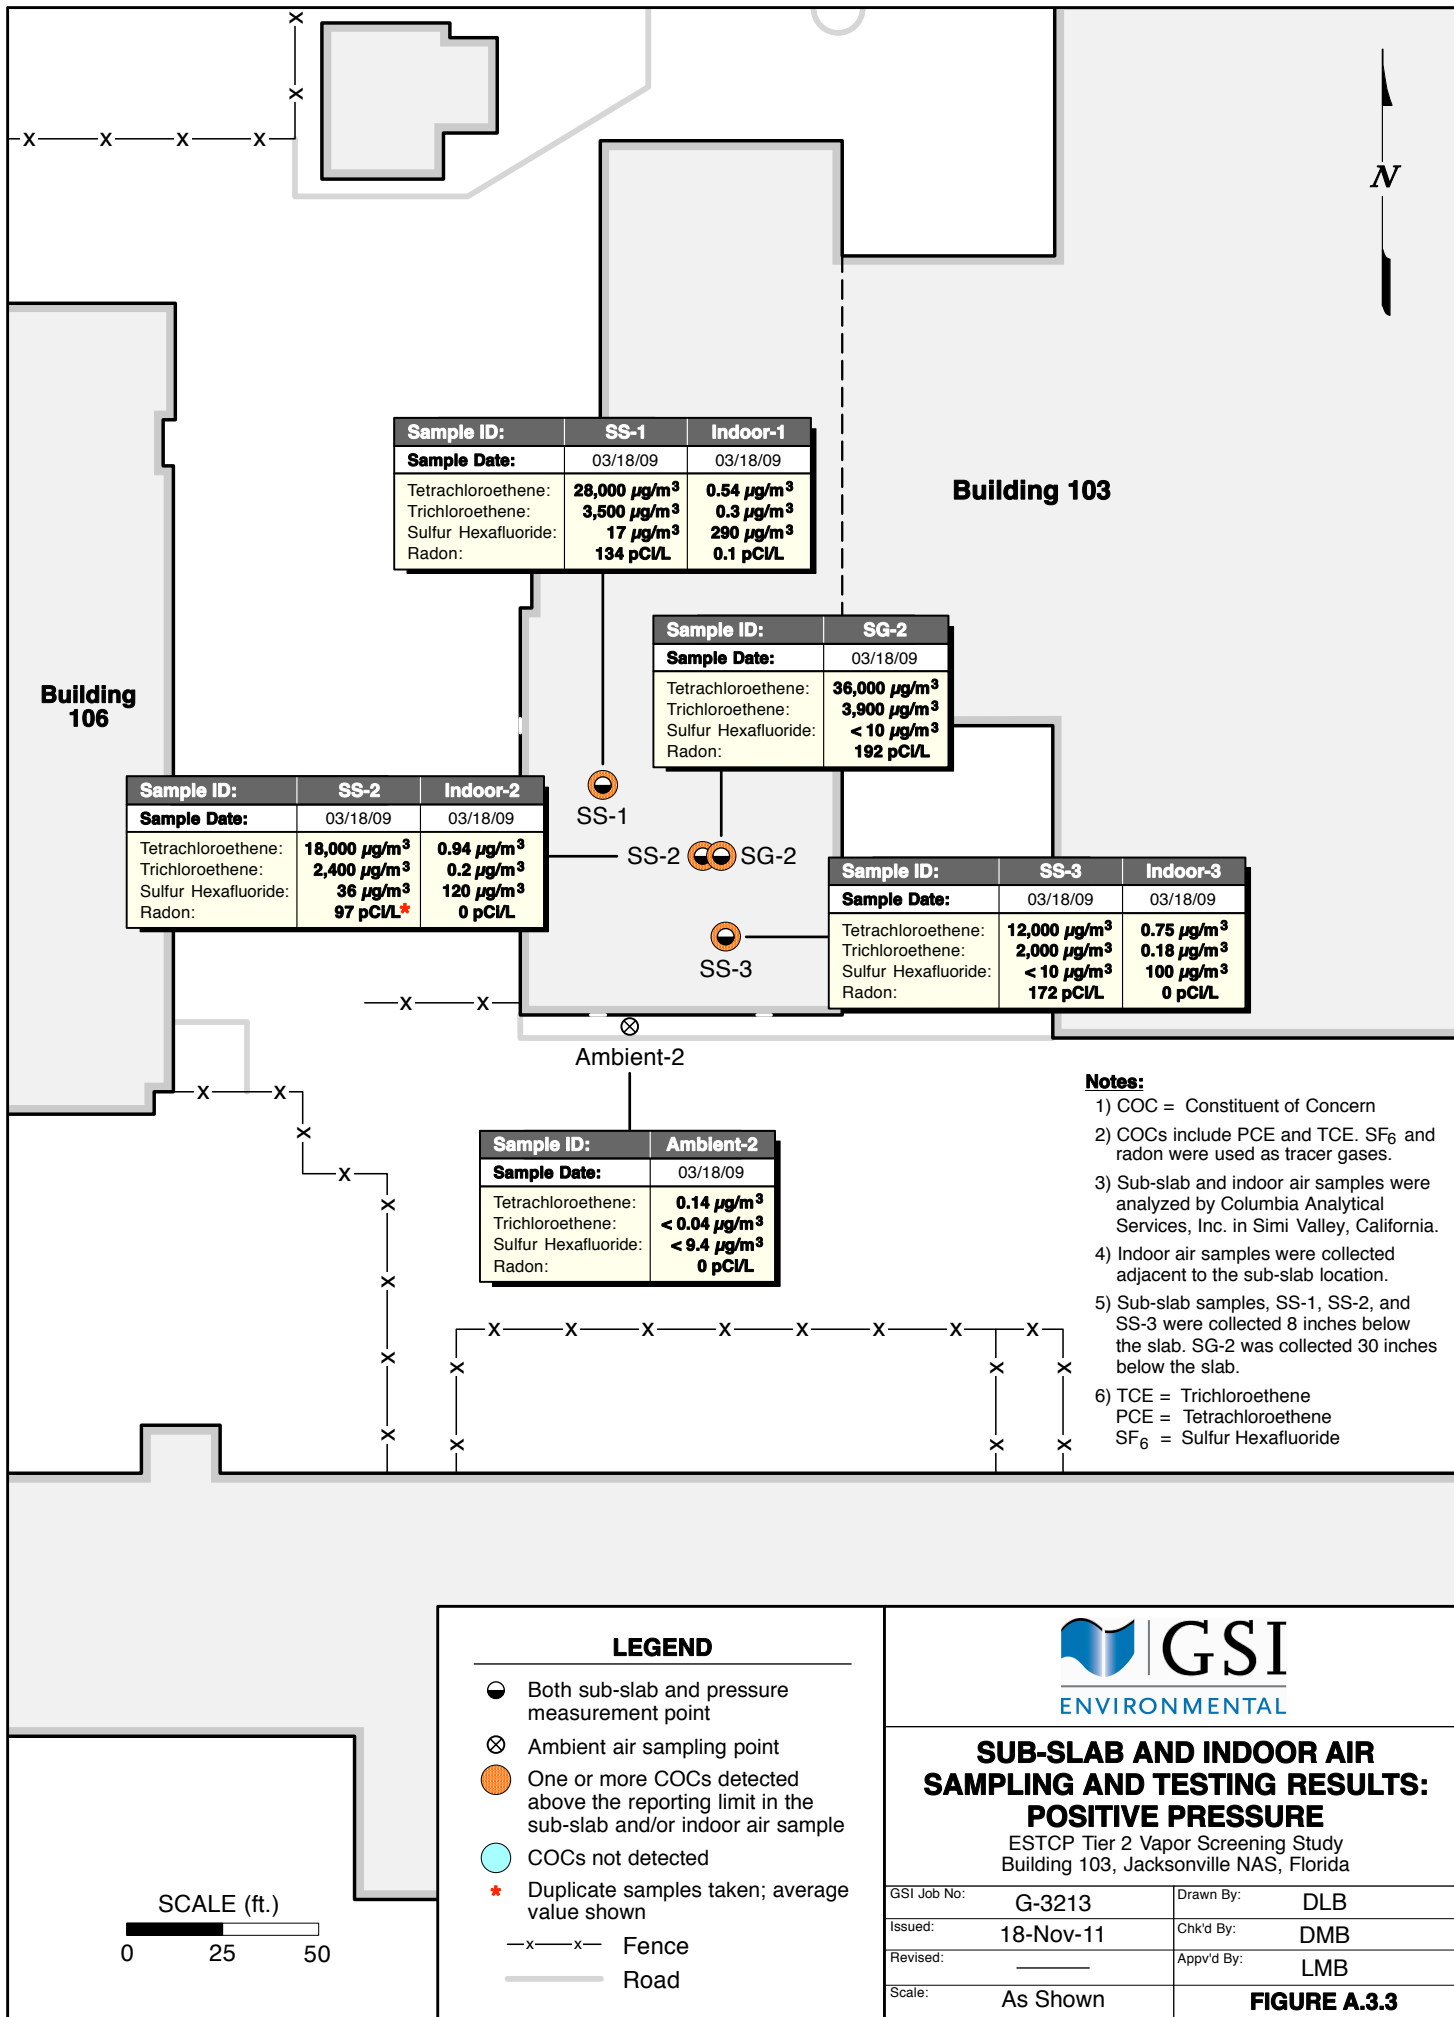 N
Sample ID: SS-1 Indoor-1
Sample Date: 03/18/09 03/18/09
Tetrachloroethene: 28,000 µg/m³ 0.54 µg/m³
Trichloroethene: 3,500 µg/m³ 0.3 µg/m³
Sulfur Hexafluoride: 17 µg/m³ 290 µg/m³
Radon: 134 pCi/L 0.1 pCi/L
Building 103
Sample ID: SG-2
Sample Date: 03/18/09
Tetrachloroethene: 36,000 µg/m³
Trichloroethene: 3,900 µg/m³
Sulfur Hexafluoride: < 10 µg/m³
Radon: 192 pCi/L
Building
106
Sample ID: SS-2 Indoor-2
Sample Date: 03/18/09 03/18/09
Tetrachloroethene: 18,000 µg/m³ 0.94 µg/m³
Trichloroethene: 2,400 µg/m³ 0.2 µg/m³
Sulfur Hexafluoride: 36 µg/m³ 120 µg/m³
Radon: 97 pCi/L* 0 pCi/L
SS-1
SS-2 SG-2
SS-3
Sample ID: SS-3 Indoor-3
Sample Date: 03/18/09 03/18/09
Tetrachloroethene: 12,000 µg/m³ 0.75 µg/m³
Trichloroethene: 2,000 µg/m³ 0.18 µg/m³
Sulfur Hexafluoride: < 10 µg/m³ 100 µg/m³
Radon: 172 pCi/L 0 pCi/L
Ambient-2
Sample ID: Ambient-2
Sample Date: 03/18/09
Tetrachloroethene: 0.14 µg/m³
Trichloroethene: < 0.04 µg/m³
Sulfur Hexafluoride: < 9.4 µg/m³
Radon: 0 pCi/L
Notes:
1) COC = Constituent of Concern
2) COCs include PCE and TCE. SF6 and
radon were used as tracer gases.
3) Sub-slab and indoor air samples were
analyzed by Columbia Analytical
Services, Inc. in Simi Valley, California.
4) Indoor air samples were collected
adjacent to the sub-slab location.
5) Sub-slab samples, SS-1, SS-2, and
SS-3 were collected 8 inches below
the slab. SG-2 was collected 30 inches
below the slab.
6) TCE = Trichloroethene
PCE = Tetrachloroethene
SF6 = Sulfur Hexafluoride
SCALE (ft.)
0 25 50
LEGEND
Both sub-slab and pressure
measurement point
Ambient air sampling point
One or more COCs detected
above the reporting limit in the
sub-slab and/or indoor air sample
COCs not detected
* Duplicate samples taken; average
value shown
—x—x— Fence
Road
GSI
ENVIRONMENTAL
SUB-SLAB AND INDOOR AIR
SAMPLING AND TESTING RESULTS:
POSITIVE PRESSURE
ESTCP Tier 2 Vapor Screening Study
Building 103, Jacksonville NAS, Florida
GSI Job No: G-3213 Drawn By: DLB
Issued: 18-Nov-11 Chk'd By: DMB
Revised: Appv'd By: LMB
Scale: As Shown FIGURE A.3.3